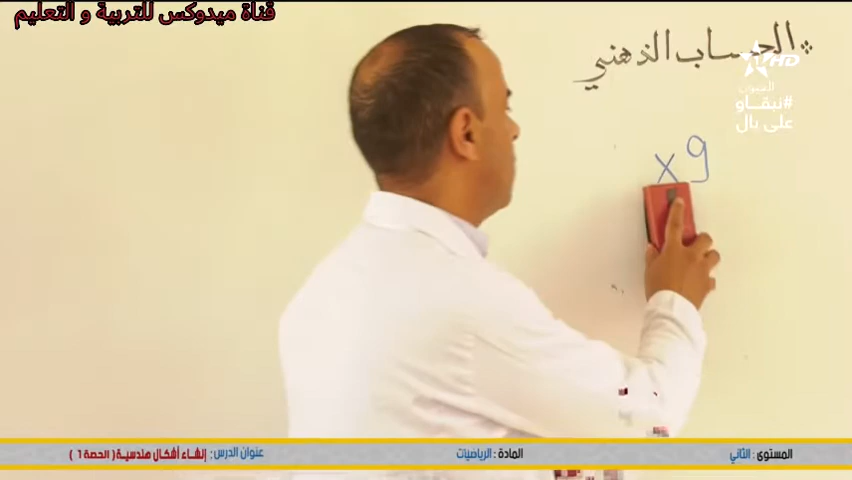 قناة ميدوكس للتربية و التعليم
الحساب الذهني
HD
العيون
#نبقاو
على بال
x9
المستوى : الثاني
المادة : الرياضيات
عنوان الدرس : إنشاء أشكال هندسية ( الحصة 1 )